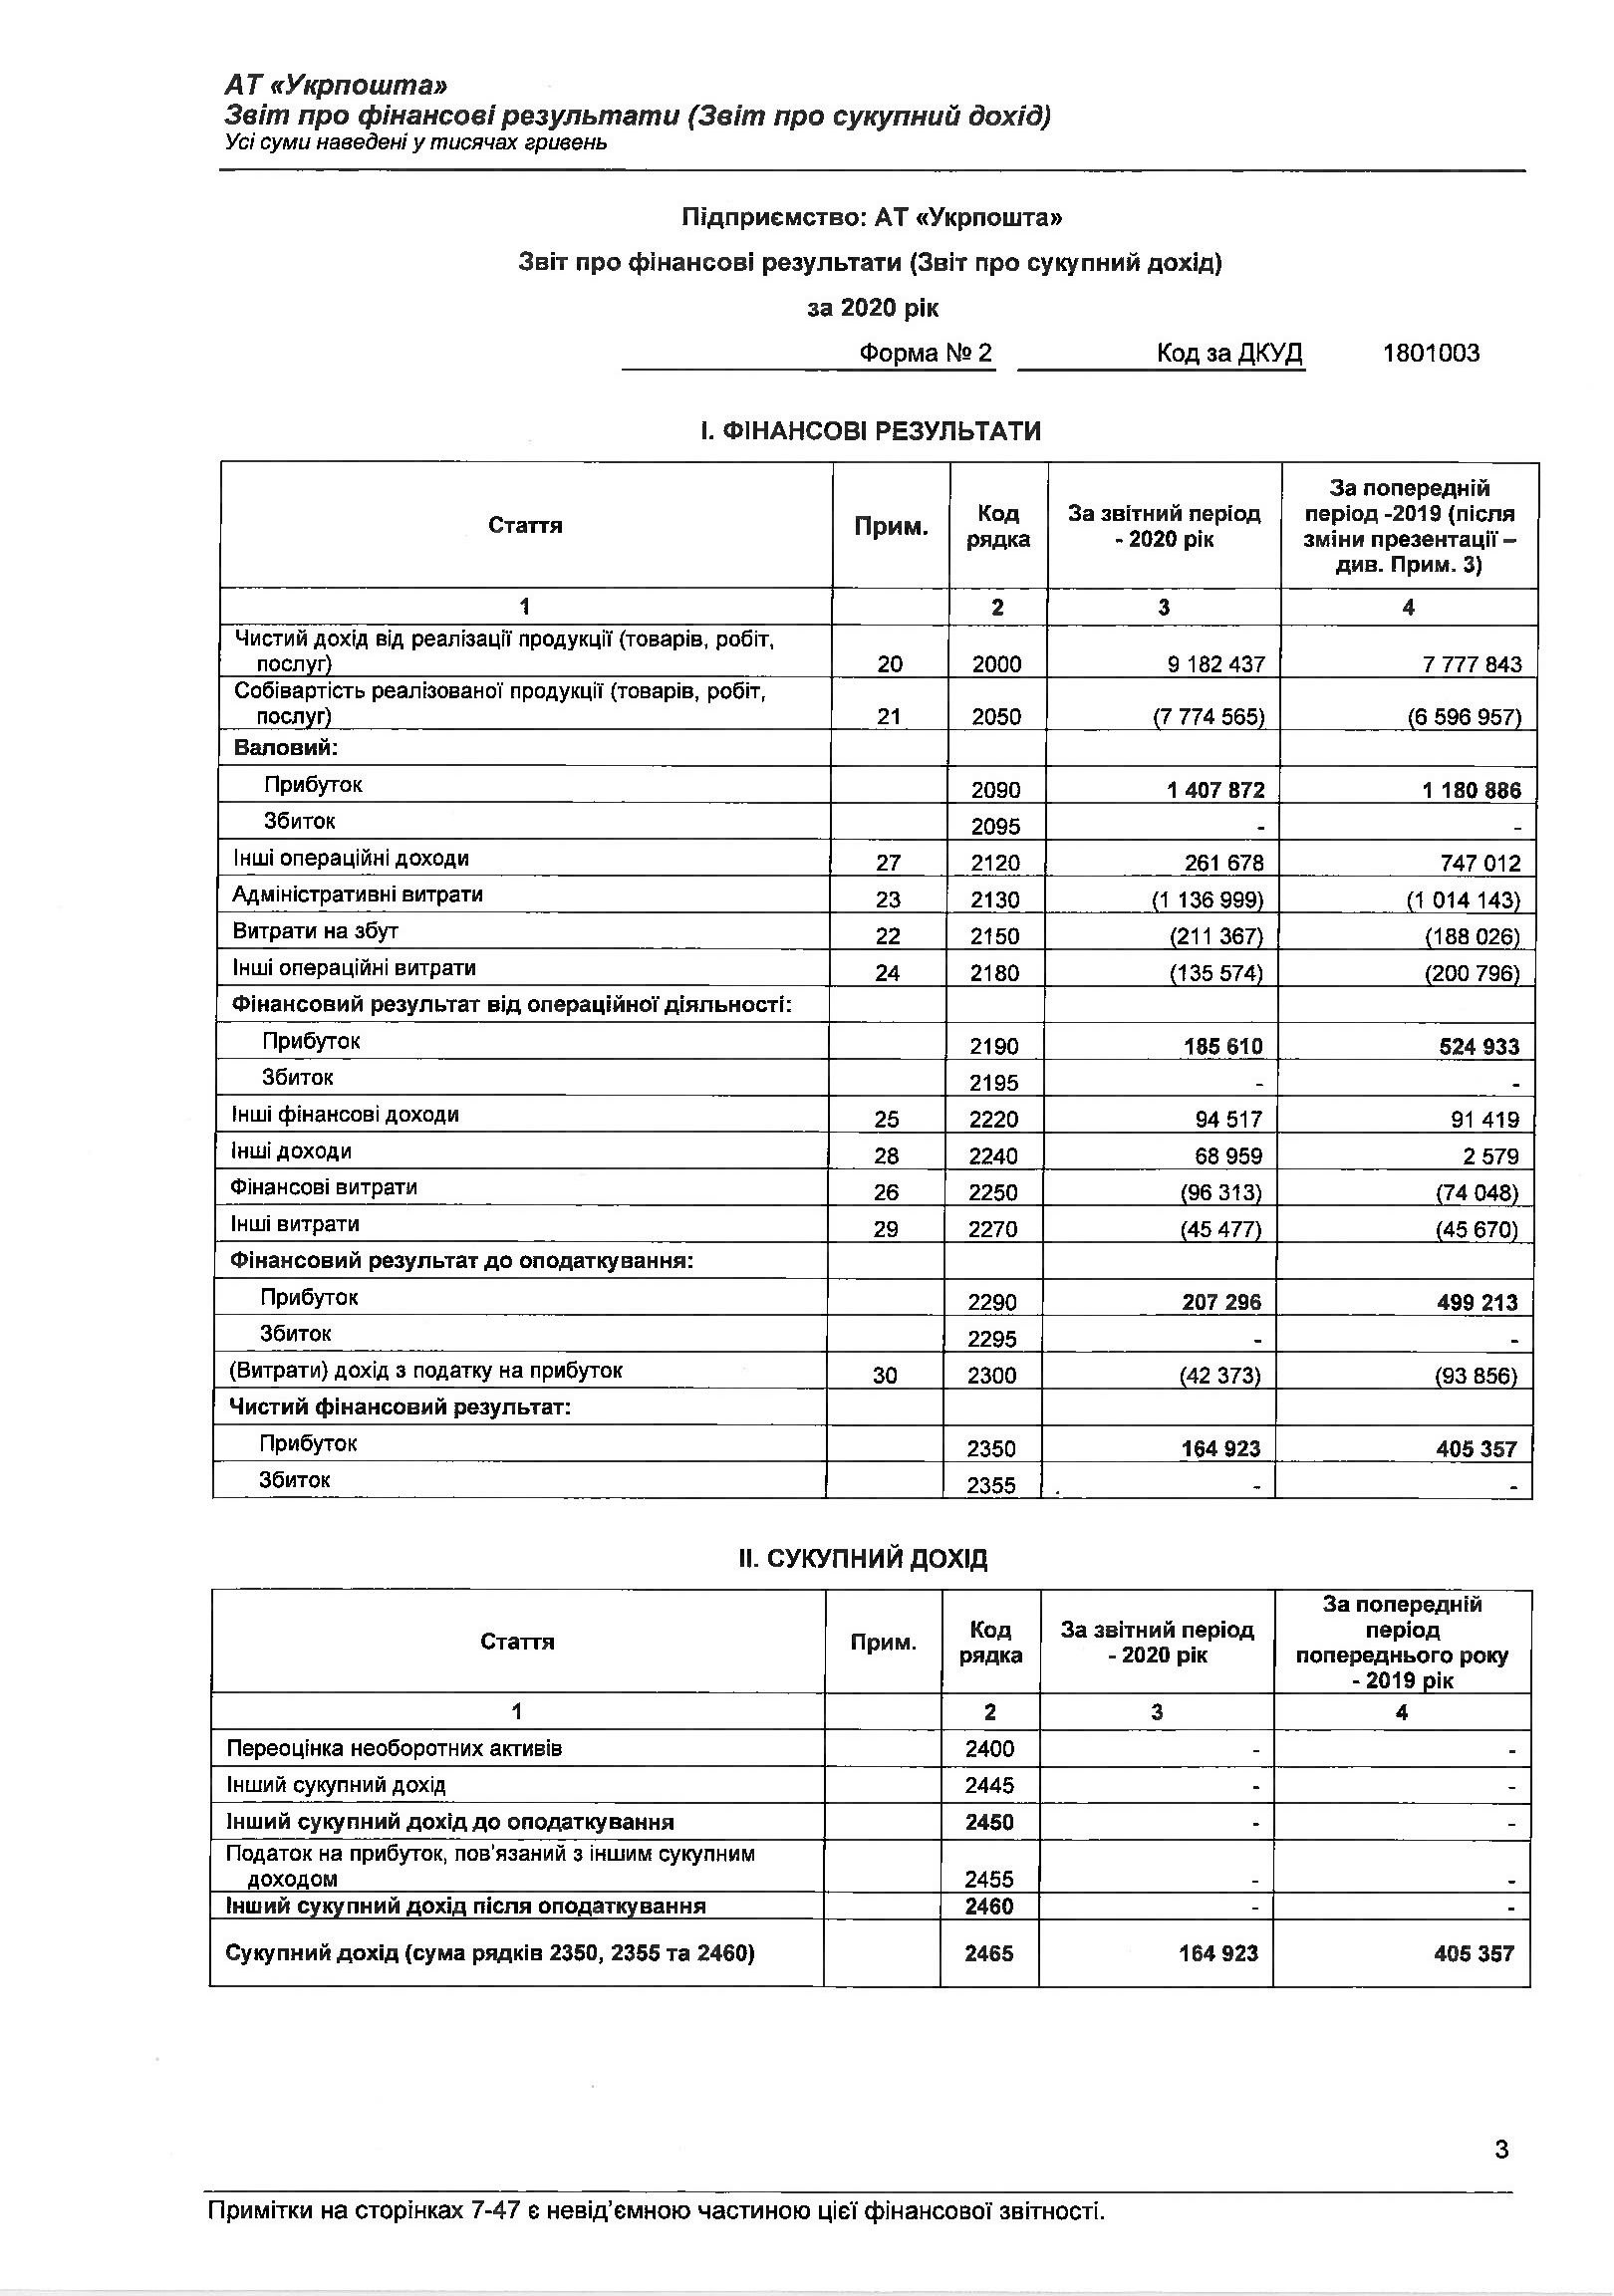 АТ «Укрпошта»
Звіт про фінансові результати (Звіт про сукупний дохід)
Усі суми наведені у тисячах гривень
Підприємство: АТ «Укрпошта»
Звіт про фінансові результати (Звіт про сукупний дохід)
за 2020 рік
Форма № 2 Код за ДКУД 1801003
І. ФІНАНСОВІ РЕЗУЛЬТАТИ
Стаття Прим. Код рядка За звітний період - 2020 рік За попередній період -2019 (після зміни презентації – див. Прим. 3)
1 2 3 4
Чистий дохід від реалізації продукції (товарів, робіт,
послуг) 20 2000 9 182 437 7 777 843
Собівартість реалізованої продукції (товарів, робіт,
послуг) 21 2050 (7 774 565) (6 596 957)
Валовий:
Прибуток 2090 1 407 872 1 180 886
Збиток 2095 - -
Інші операційні доходи 27 2120 261 678 747 012
Адміністративні витрати 23 2130 (1 136 999) (1 014 143)
Витрати на збут 22 2150 (211 367) (188 026)
Інші операційні витрати 24 2180 (135 574) (200 796)
Фінансовий результат від операційної діяльності:
Прибуток 2190 185 610 524 933
Збиток 2195 - -
Інші фінансові доходи 25 2220 94 517 91 419
Інші доходи 28 2240 68 959 2 579
Фінансові витрати 26 2250 (96 313) (74 048)
Інші витрати 29 2270 (45 477) (45 670)
Фінансовий результат до оподаткування:
Прибуток 2290 207 296 499 213
Збиток 2295 - -
(Витрати) дохід з податку на прибуток 30 2300 (42 373) (93 856)
Чистий фінансовий результат:
Прибуток 2350 164 923 405 357
Збиток 2355 - -
ІІ. СУКУПНИЙ ДОХІД
Стаття Прим. Код рядка За звітний період - 2020 рік За попередній період попереднього року - 2019 рік
1 2 3 4
Переоцінка необоротних активів 2400 - -
Інший сукупний дохід 2445 - -
Інший сукупний дохід до оподаткування 2450 - -
Податок на прибуток, пов’язаний з іншим сукупним
доходом 2455 - -
Інший сукупний дохід після оподаткування 2460 - -
Сукупний дохід (сума рядків 2350, 2355 та 2460) 2465 164 923 405 357
3
Примітки на сторінках 7-47 є невід’ємною частиною цієї фінансової звітності.